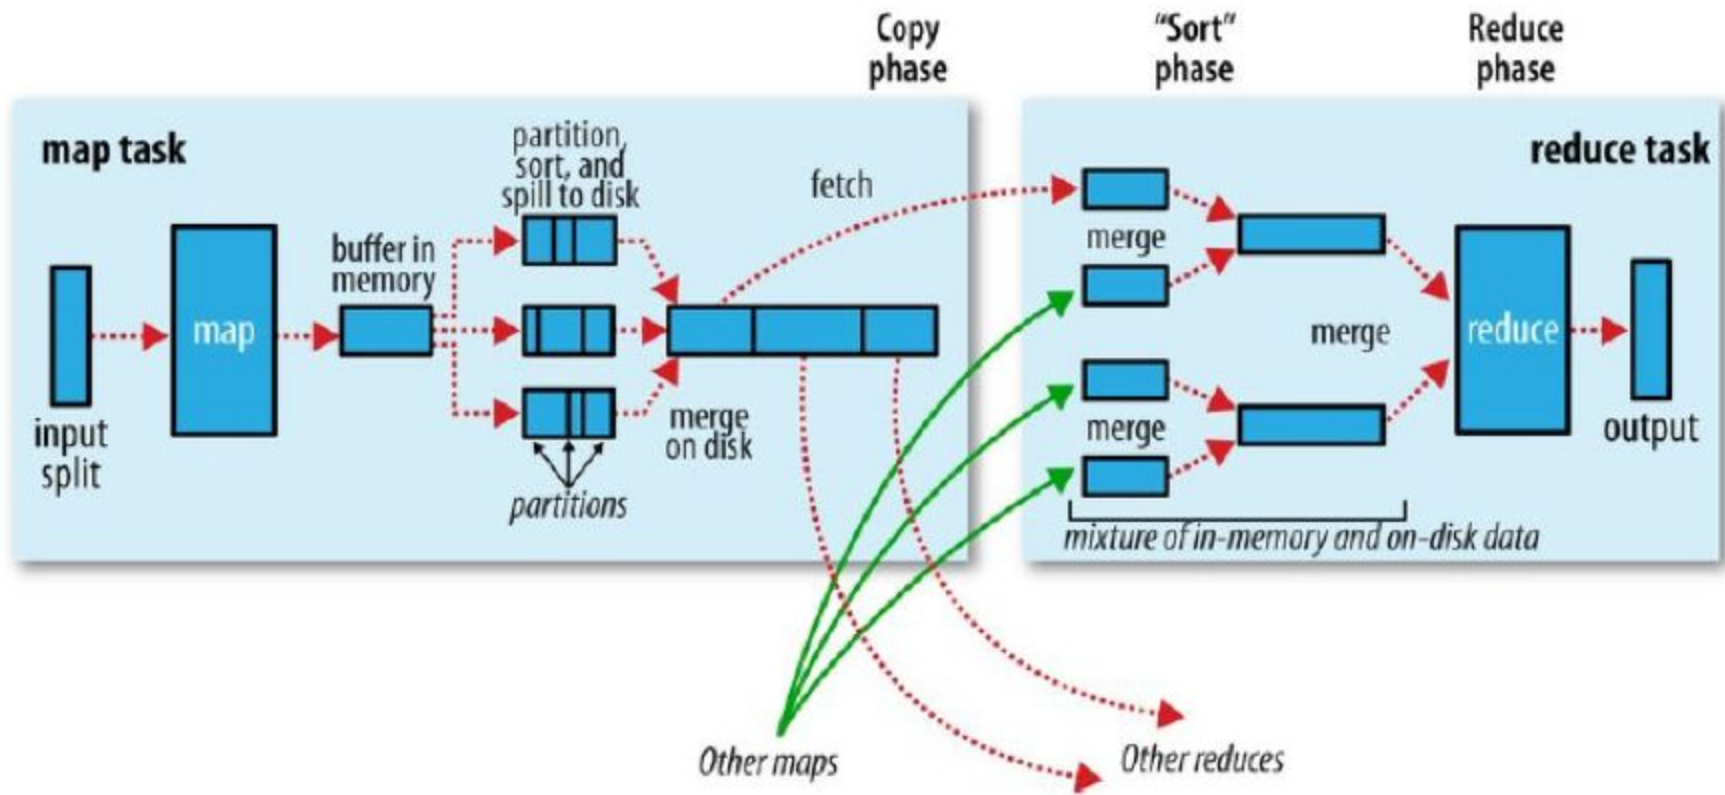 Copy
phase
“Sort”
phase
Reduce
phase
map task
partition,
sort, and
spill to disk
fetch
reduce task
buffer in
memory
merge
map
merge
reduce
input
split
merge
on disk
merge
output
partitions
mixture of in-memory and on-disk data
Other maps
Other reduces